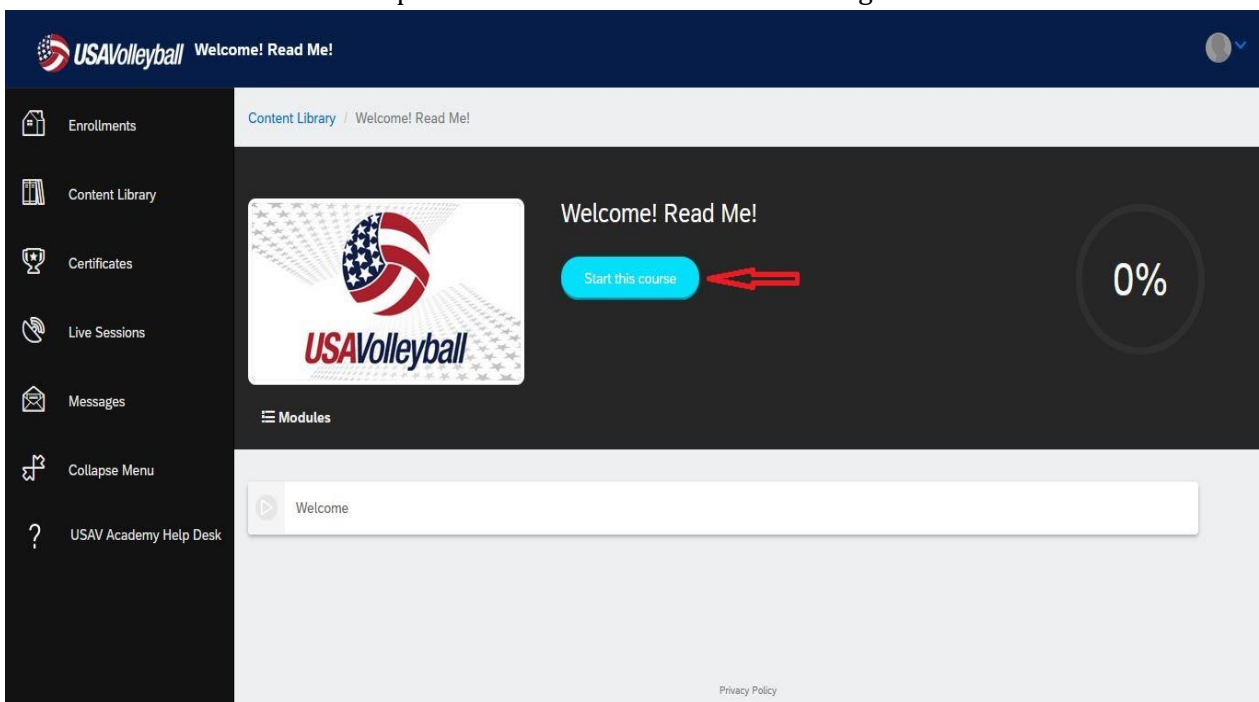 USAVolleyball Welcome! Read Me!
Enrollments
Content Library
Certificates
Live Sessions
Messages
Collapse Menu
? USAV Academy Help Desk
Content Library / Welcome! Read Me!
USAVolleyball
Welcome! Read Me!
Start this course
0%
Modules
Welcome
Privacy Policy